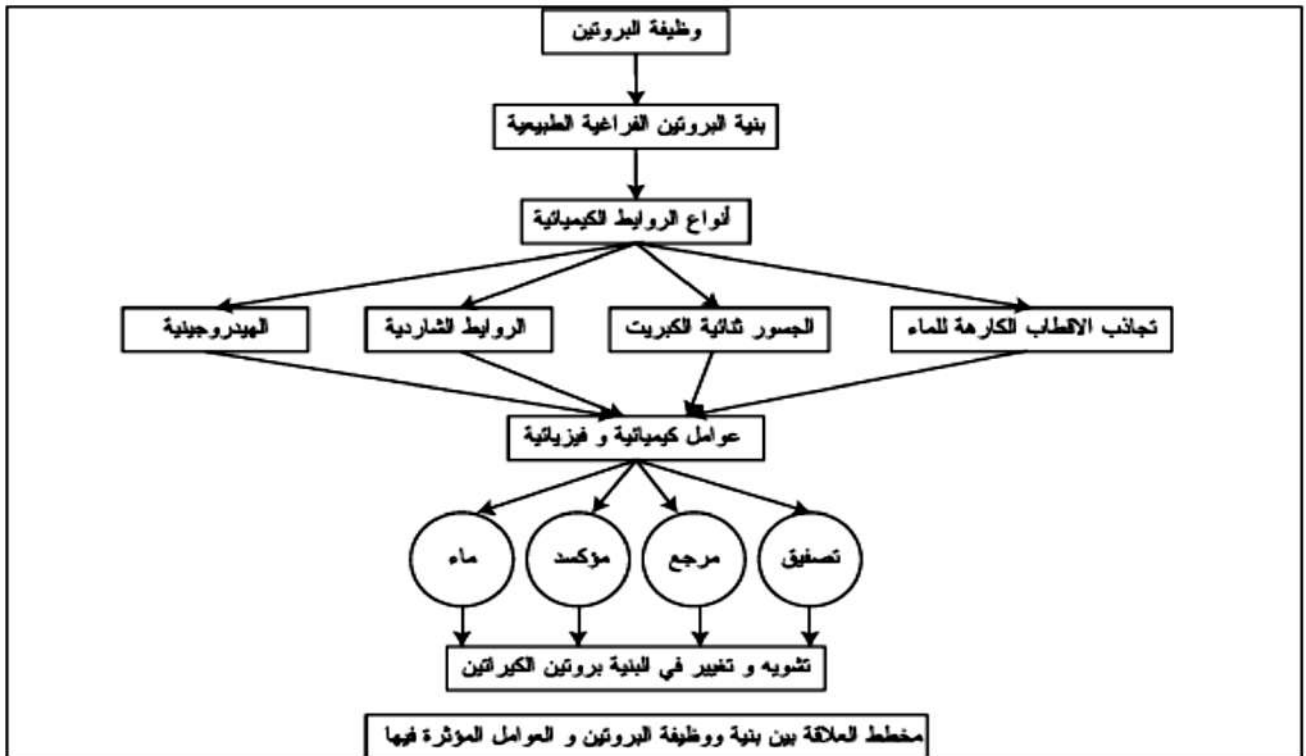 وظيفة البروتين
بنية البروتين الفراغية الطبيعية
أنواع الروابط الكيميائية
تجاذب الاقطاب الكارهة للماء
الجسور ثنائية الكبريت
الروابط الشاردية
الهيدروجينية
عوامل كيميائية و فيزيائية
تصفيق
مرجع
مؤكسد
ماء
تشويه و تغيير في للبنية بروتين الكيراتين
مخطط العلاقة بين بنية ووظيفة البروتين و العوامل المؤثرة فيها